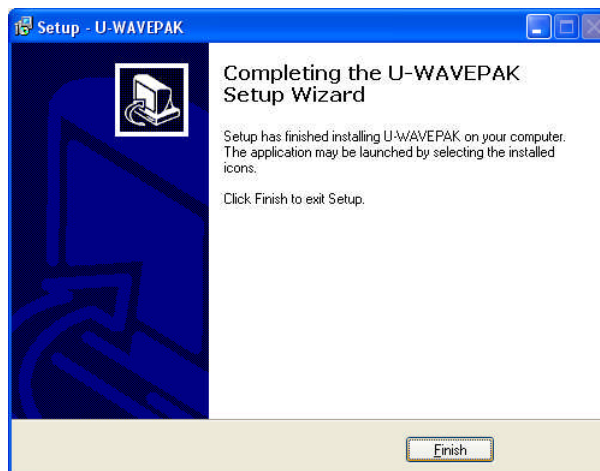 Setup - U-WAVEPAK
Completing the U-WAVEPAK
Setup Wizard
Setup has finished installing U-WAVEPAK on your computer.
The application may be launched by selecting the installed
icons.
Click Finish to exit Setup.
Finish